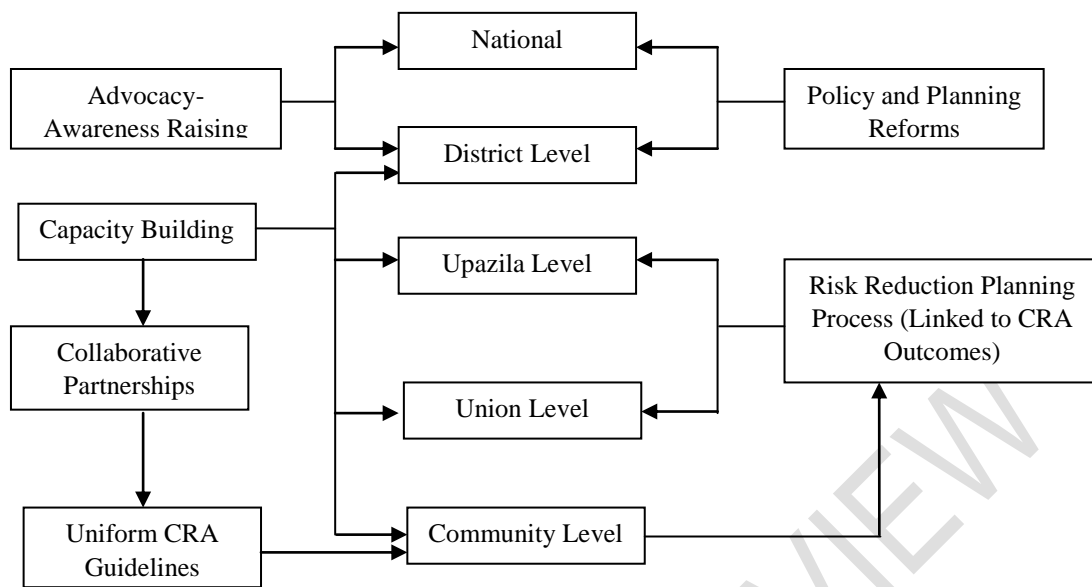 National
Advocacy-
Awareness Raising
Policy and Planning
Reforms
District Level
Capacity Building
Upazila Level
Risk Reduction Planning
Process (Linked to CRA
Outcomes)
Collaborative
Partnerships
Union Level
Uniform CRA
Guidelines
Community Level
VIEW